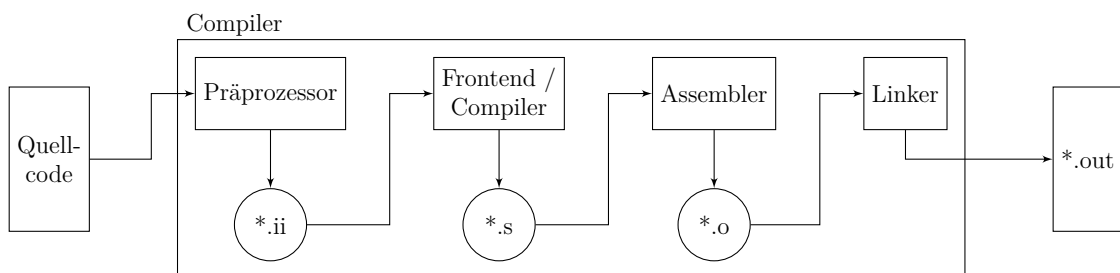 Compiler
Präprozessor
Frontend /
Compiler
Assembler
Linker
Quell-
code
*.ii
*.s
*.o
*.out